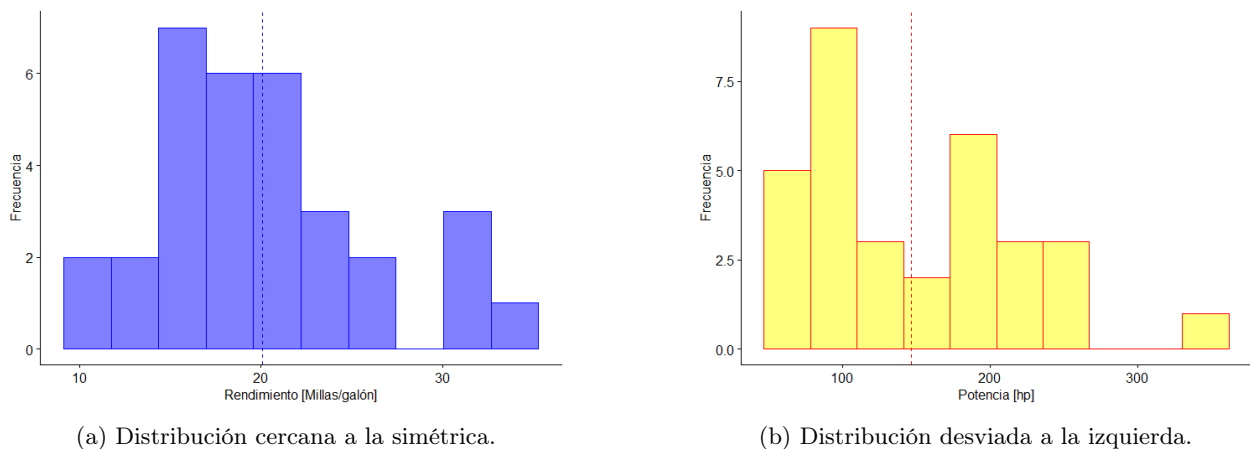 6
4
2
0
Frecuencia
10
20
30
Rendimiento [Millas/galón]
(a) Distribución cercana a la simétrica.
7.5
5.0
2.5
0.0
Frecuencia
100
200
300
Potencia [hp]
(b) Distribución desviada a la izquierda.